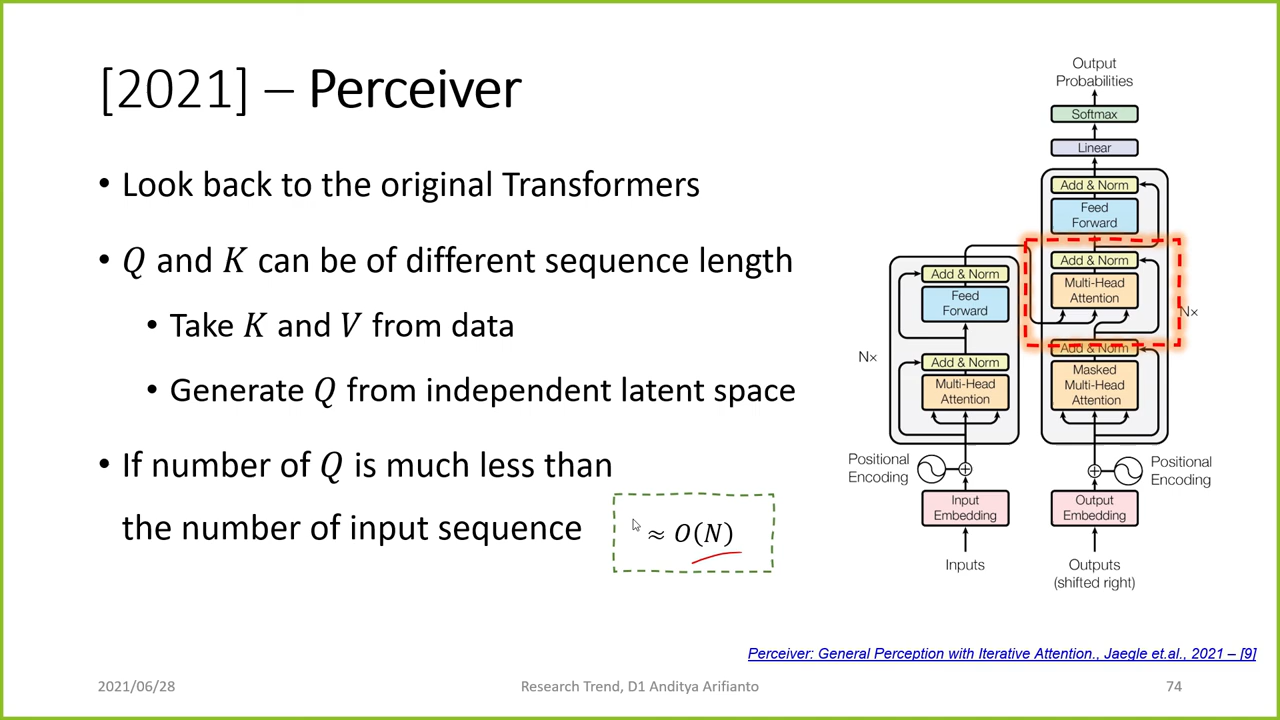 [2021] – Perceiver
• Look back to the original Transformers
• Q and K can be of different sequence length
• Take K and V from data
• Generate Q from independent latent space
• If number of Q is much less than
the number of input sequence
≈ O(N)
Output
Probabilities
Softmax
Linear
Add & Norm
Feed
Forward
Add & Norm
Multi-Head
Attention
Add & Norm
Masked
Multi-Head
Attention
N×
Add & Norm
Feed
Forward
N×
Add & Norm
Multi-Head
Attention
Positional
Encoding
Positional
Encoding
Input
Embedding
Output
Embedding
Inputs
Outputs
(shifted right)
Perceiver: General Perception with Iterative Attention., Jaegle et.al., 2021 – [9]
2021/06/28
Research Trend, D1 Anditya Arifianto
74